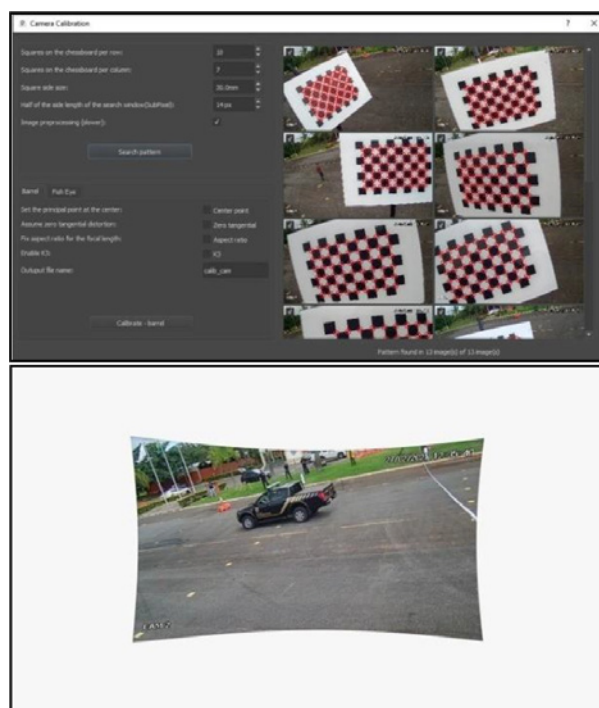 Camera Calibration
? X
Squares on the chessboard per row: 10
Squares on the chessboard per column: 7
Square side size: 30.0mm
Half of the side length of the search window(SubPixel): 14 px
Image preprocessing (slower):
Search pattern
Barrel Fish Eye
Set the principal point at the center: Center point
Assume zero tangential distortion: Zero tangential
Fix aspect ratio for the focal length: Aspect ratio
Enable K3: K3
Output file name: calib_cam
Calibrate - barrel
Pattern found in 13 image(s) of 13 image(s)
CAM2